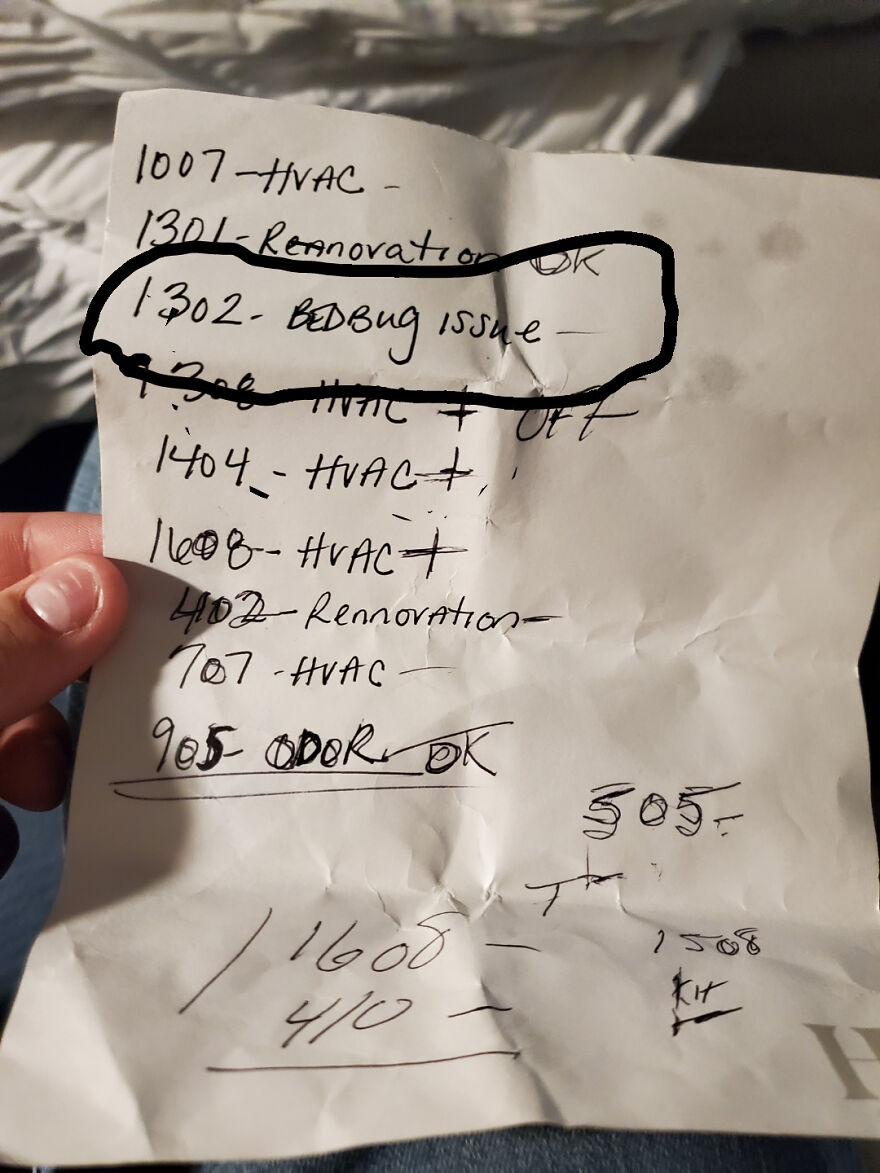 1007 - HVAC -
1301 - Rennovation OK
1302 - BEDBUg issue -
1308 HVAC + OFF
1404 - HVAC +
1608 - HVAC +
402 - Rennovation -
707 - HVAC -
905 - ODOR OK
505 -
1608 -
1508
410 -
H